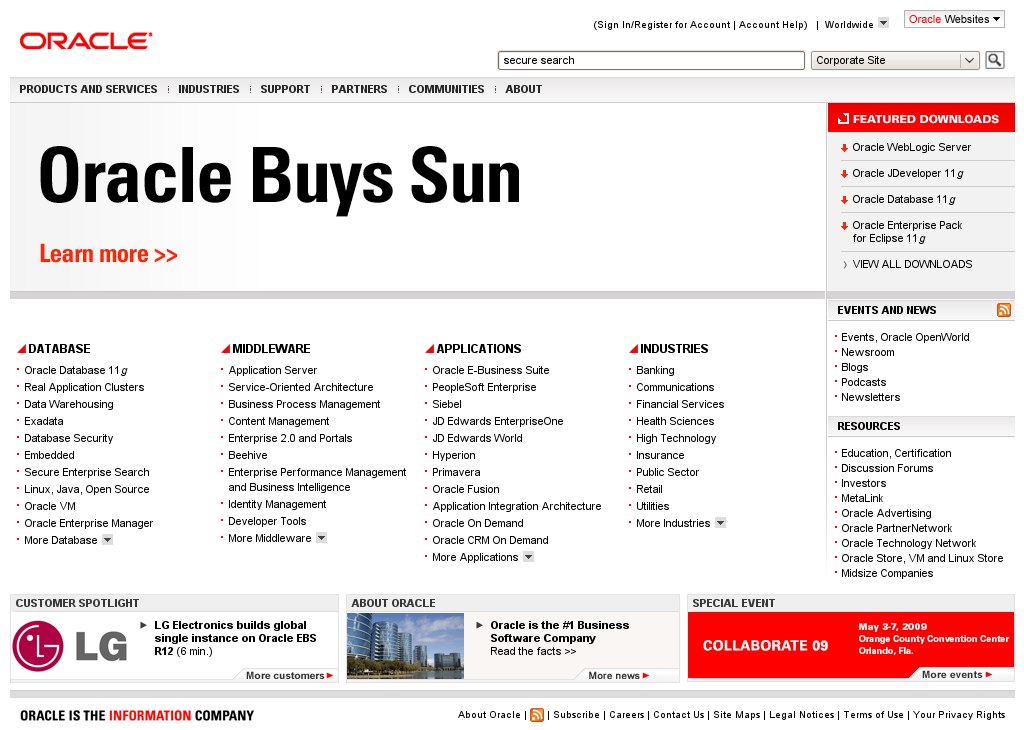 (Sign In/Register for Account | Account Help) | Worldwide
Oracle Websites
ORACLE
secure search
Corporate Site
PRODUCTS AND SERVICES
INDUSTRIES
SUPPORT
PARTNERS
COMMUNITIES
ABOUT
Oracle Buys Sun
Learn more >>
FEATURED DOWNLOADS
Oracle WebLogic Server
Oracle JDeveloper 11g
Oracle Database 11g
Oracle Enterprise Pack
for Eclipse 11g
VIEW ALL DOWNLOADS
EVENTS AND NEWS
Events, Oracle OpenWorld
Newsroom
Blogs
Podcasts
Newsletters
RESOURCES
Education, Certification
Discussion Forums
Investors
MetaLink
Oracle Advertising
Oracle PartnerNetwork
Oracle Technology Network
Oracle Store, VM and Linux Store
Midsize Companies
DATABASE
Oracle Database 11g
Real Application Clusters
Data Warehousing
Exadata
Database Security
Embedded
Secure Enterprise Search
Linux, Java, Open Source
Oracle VM
Oracle Enterprise Manager
More Database
MIDDLEWARE
Application Server
Service-Oriented Architecture
Business Process Management
Content Management
Enterprise 2.0 and Portals
Beehive
Enterprise Performance Management
and Business Intelligence
Identity Management
Developer Tools
More Middleware
APPLICATIONS
Oracle E-Business Suite
PeopleSoft Enterprise
Siebel
JD Edwards EnterpriseOne
JD Edwards World
Hyperion
Primavera
Oracle Fusion
Application Integration Architecture
Oracle On Demand
Oracle CRM On Demand
More Applications
INDUSTRIES
Banking
Communications
Financial Services
Health Sciences
High Technology
Insurance
Public Sector
Retail
Utilities
More Industries
CUSTOMER SPOTLIGHT
LG
LG Electronics builds global
single instance on Oracle EBS
R12 (6 min.)
More customers
ABOUT ORACLE
Oracle is the #1 Business
Software Company
Read the facts >>
More news
SPECIAL EVENT
COLLABORATE 09
May 3-7, 2009
Orange County Convention Center
Orlando, Fla.
More events
ORACLE IS THE INFORMATION COMPANY
About Oracle | | Subscribe | Careers | Contact Us | Site Maps | Legal Notices | Terms of Use | Your Privacy Rights